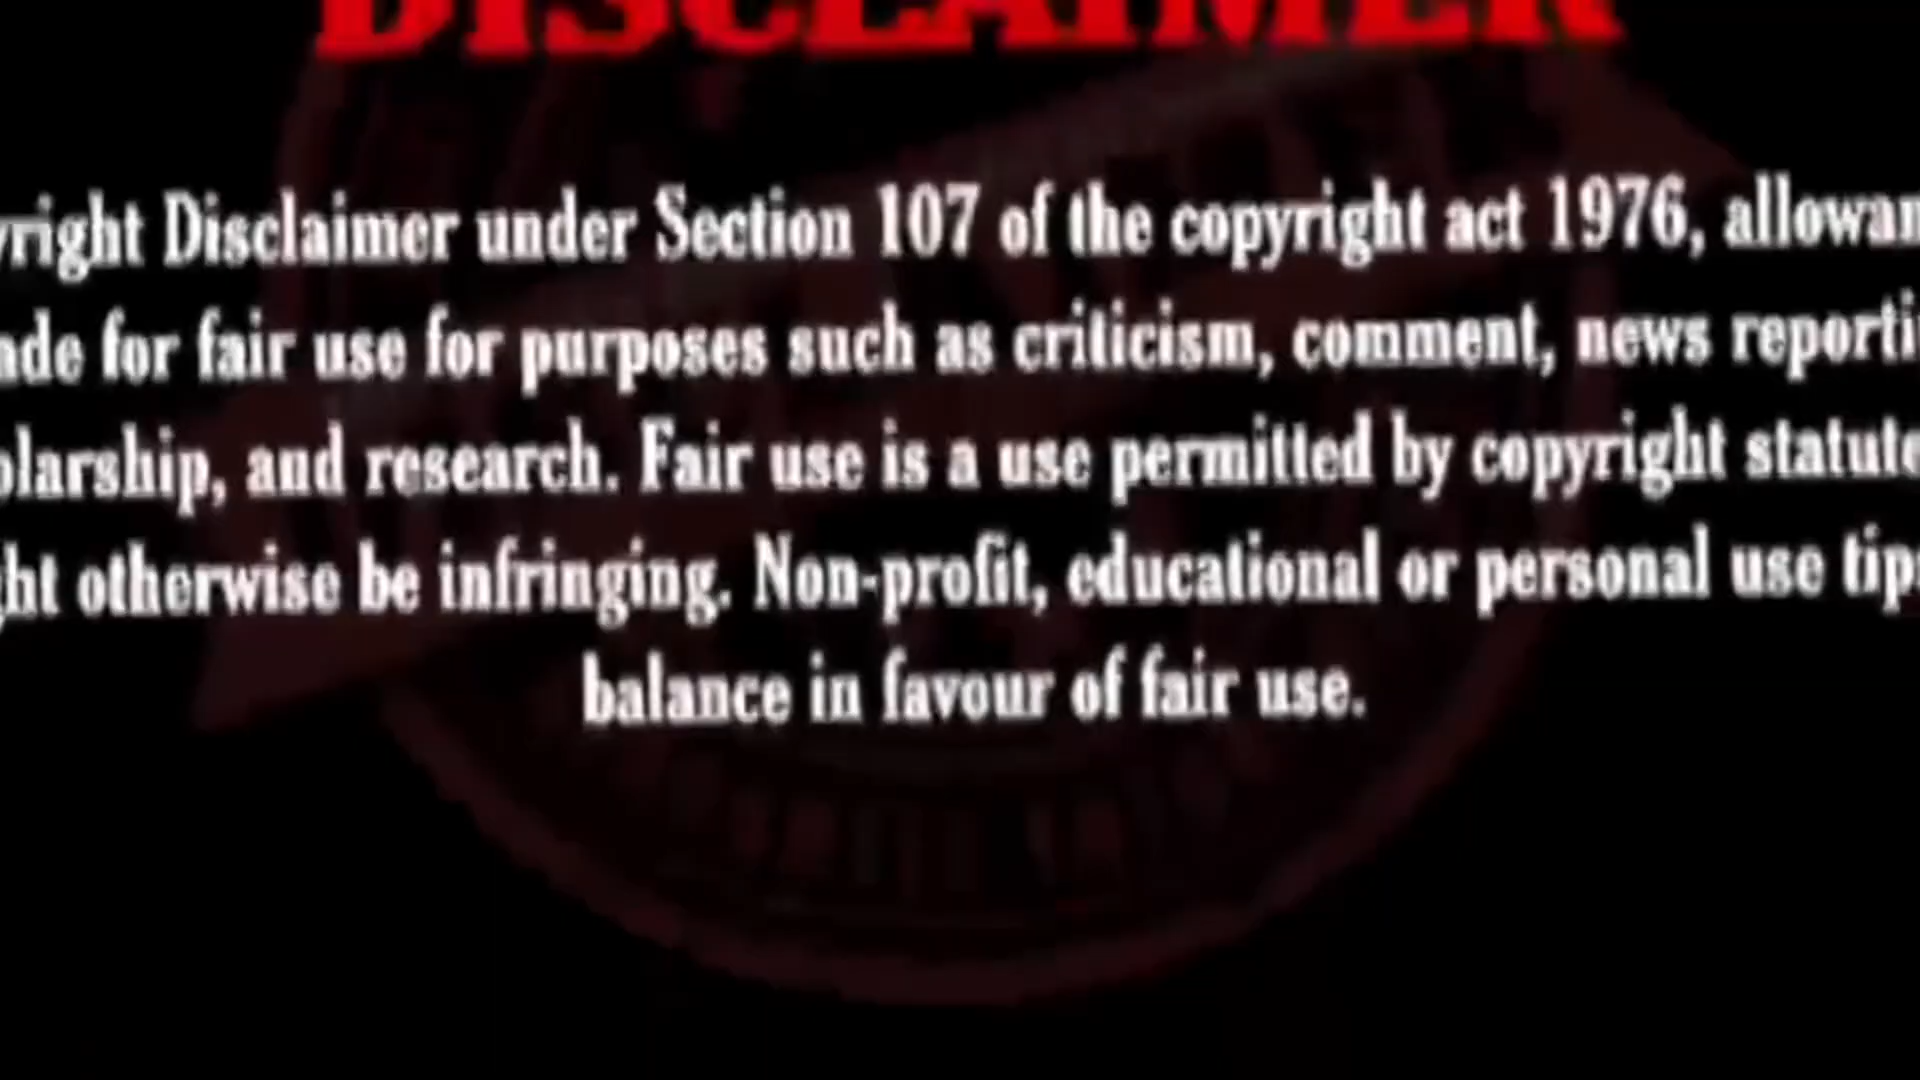 DISCLAIMER
yright Disclaimer under Section 107 of the copyright act 1976, allowan
ade for fair use for purposes such as criticism, comment, news reporti
olarship, and research. Fair use is a use permitted by copyright statute
ght otherwise be infringing. Non-profit, educational or personal use tips
balance in favour of fair use.